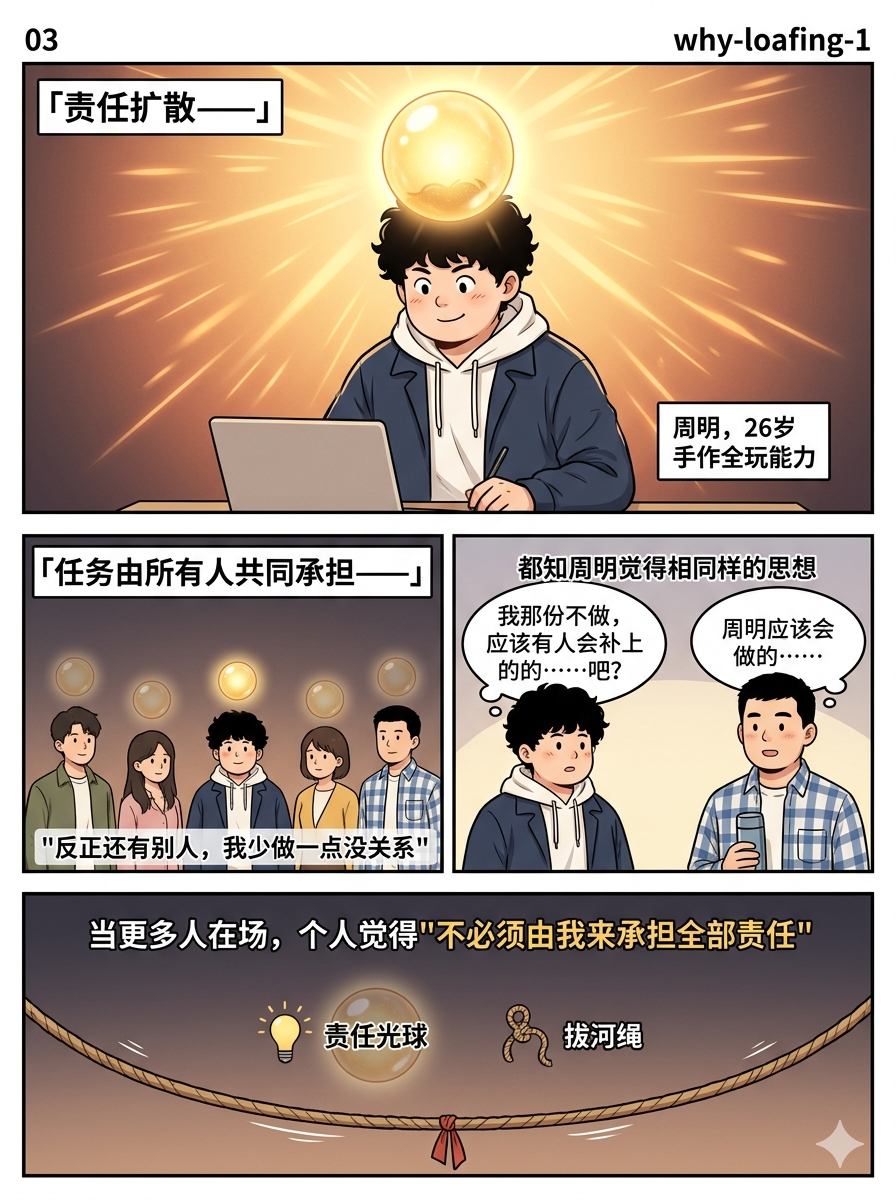 03
why-loafing-1
「责任扩散——」
周明，26岁
手作全玩能力
「任务由所有人共同承担——」
"反正还有别人，我少做一点没关系"
都知周明觉得相同样的思想
我那份不做，
应该有人会补上
的的……吧？
周明应该会
做的……
当更多人在场，个人觉得"不必须由我来承担全部责任"
责任光球
拔河绳